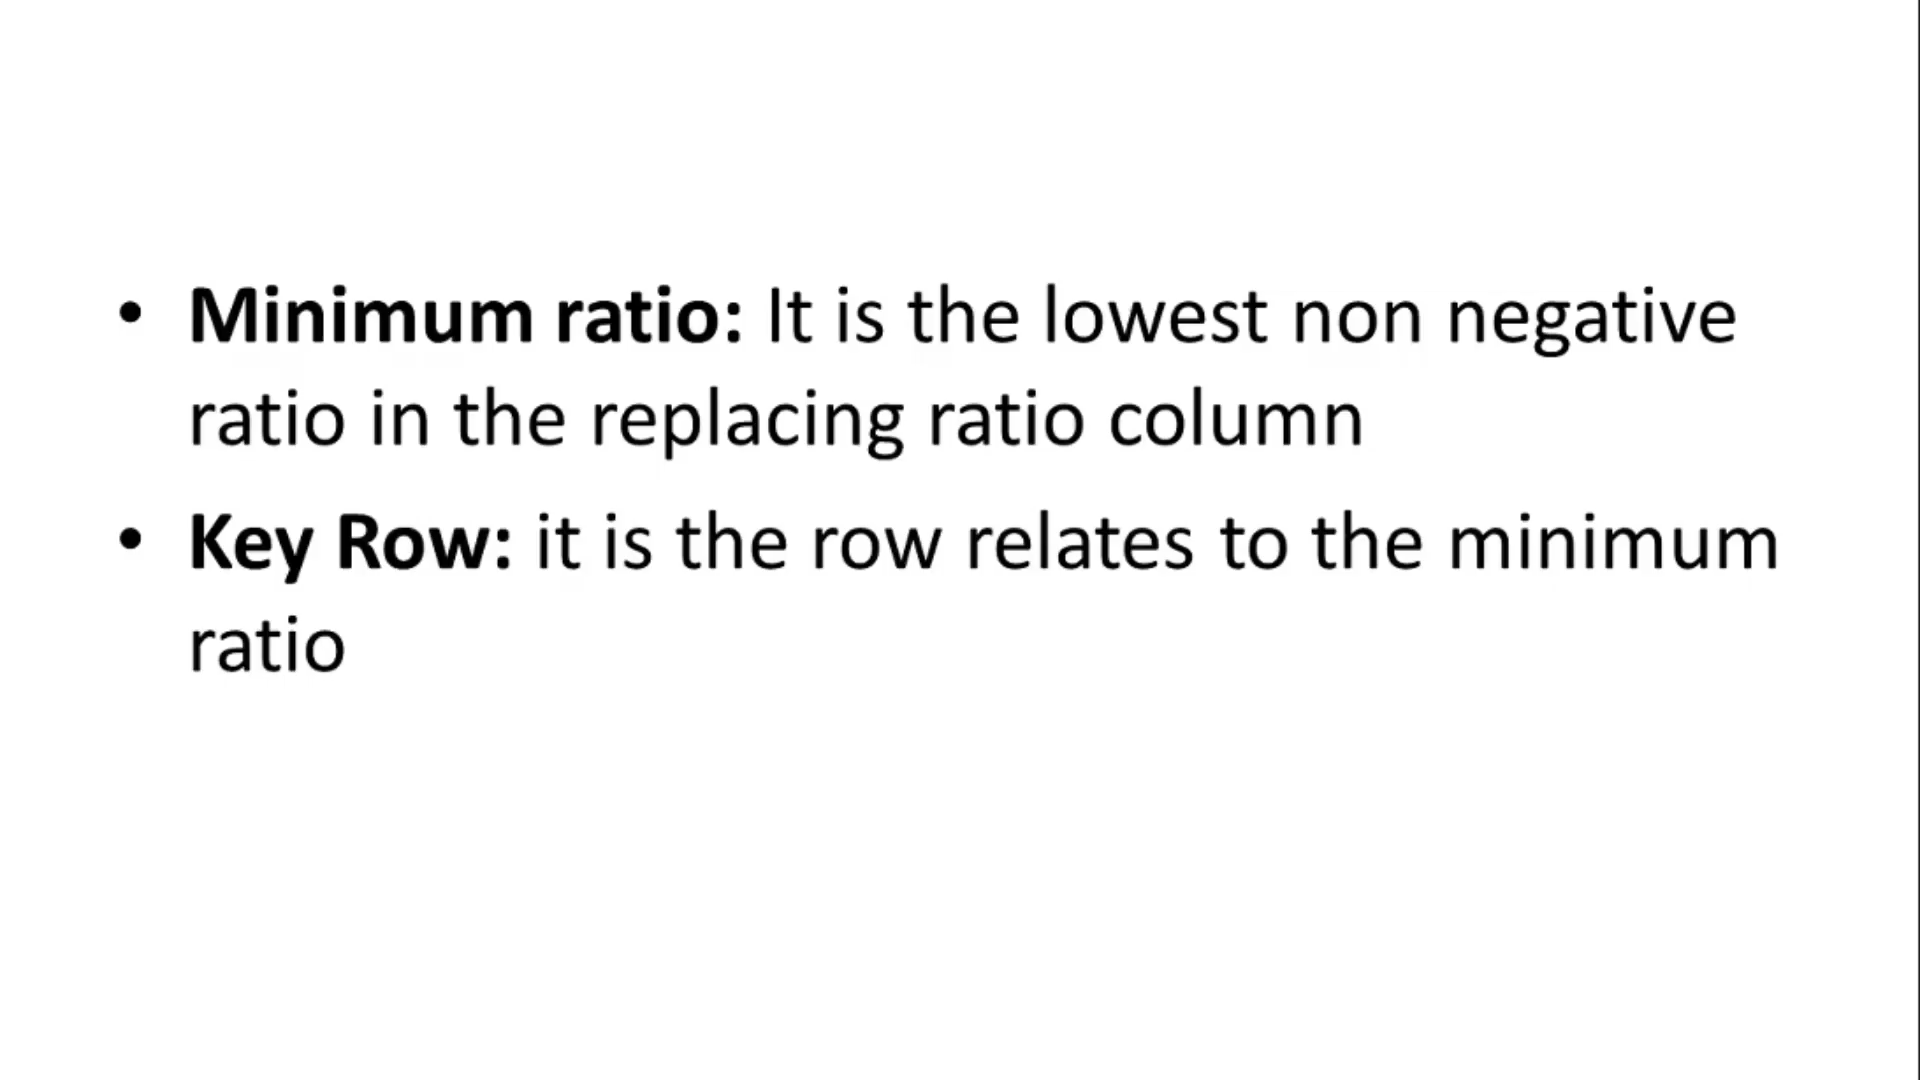 • Minimum ratio: It is the lowest non negative
ratio in the replacing ratio column
• Key Row: it is the row relates to the minimum
ratio